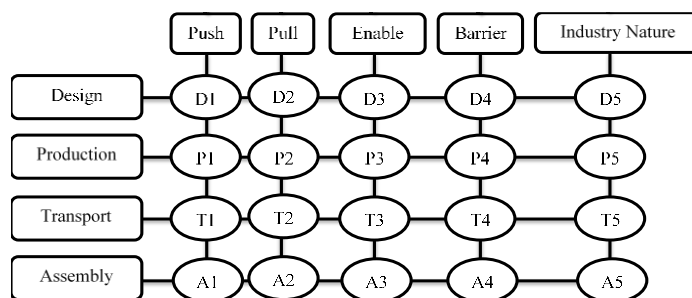 Push Pull Enable Barrier Industry Nature
Design D1 D2 D3 D4 D5
Production P1 P2 P3 P4 P5
Transport T1 T2 T3 T4 T5
Assembly A1 A2 A3 A4 A5